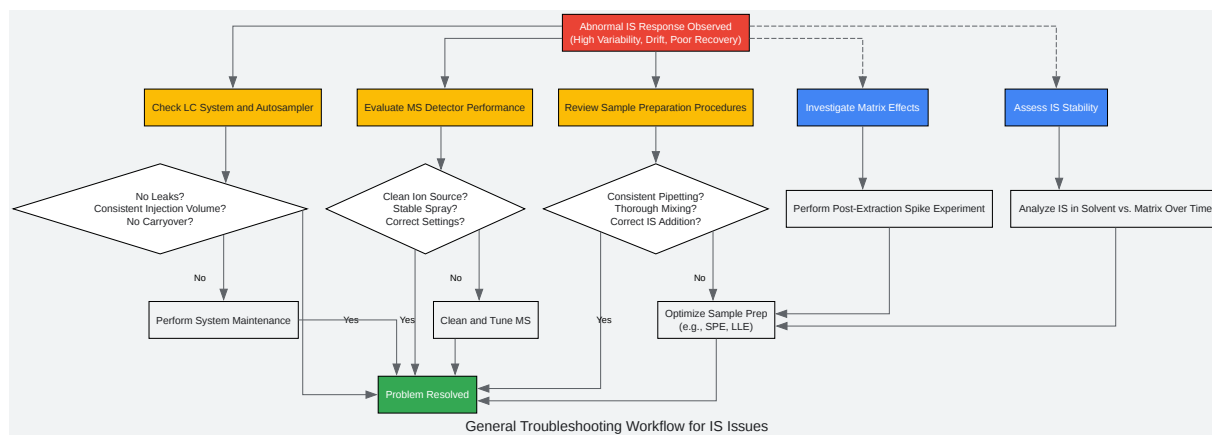 Abnormal IS Response Observed
(High Variability, Drift, Poor Recovery)
Check LC System and Autosampler
Evaluate MS Detector Performance
Review Sample Preparation Procedures
Investigate Matrix Effects
Assess IS Stability
No Leaks?
Consistent Injection Volume?
No Carryover?
Clean Ion Source?
Stable Spray?
Correct Settings?
Consistent Pipetting?
Thorough Mixing?
Correct IS Addition?
Perform Post-Extraction Spike Experiment
Analyze IS in Solvent vs. Matrix Over Time
No
No
No
Perform System Maintenance
Yes
Yes
Clean and Tune MS
Yes
Optimize Sample Prep
(e.g., SPE, LLE)
Problem Resolved
General Troubleshooting Workflow for IS Issues